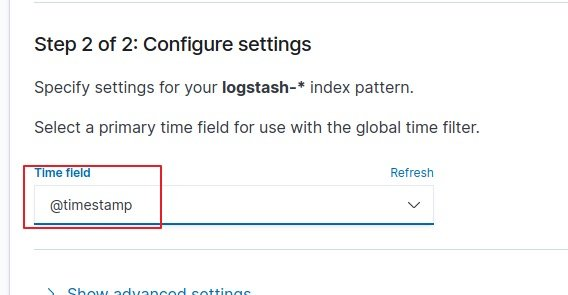 Step 2 of 2: Configure settings
Specify settings for your logstash-* index pattern.
Select a primary time field for use with the global time filter.
Time field Refresh
@timestamp
Show advanced settings